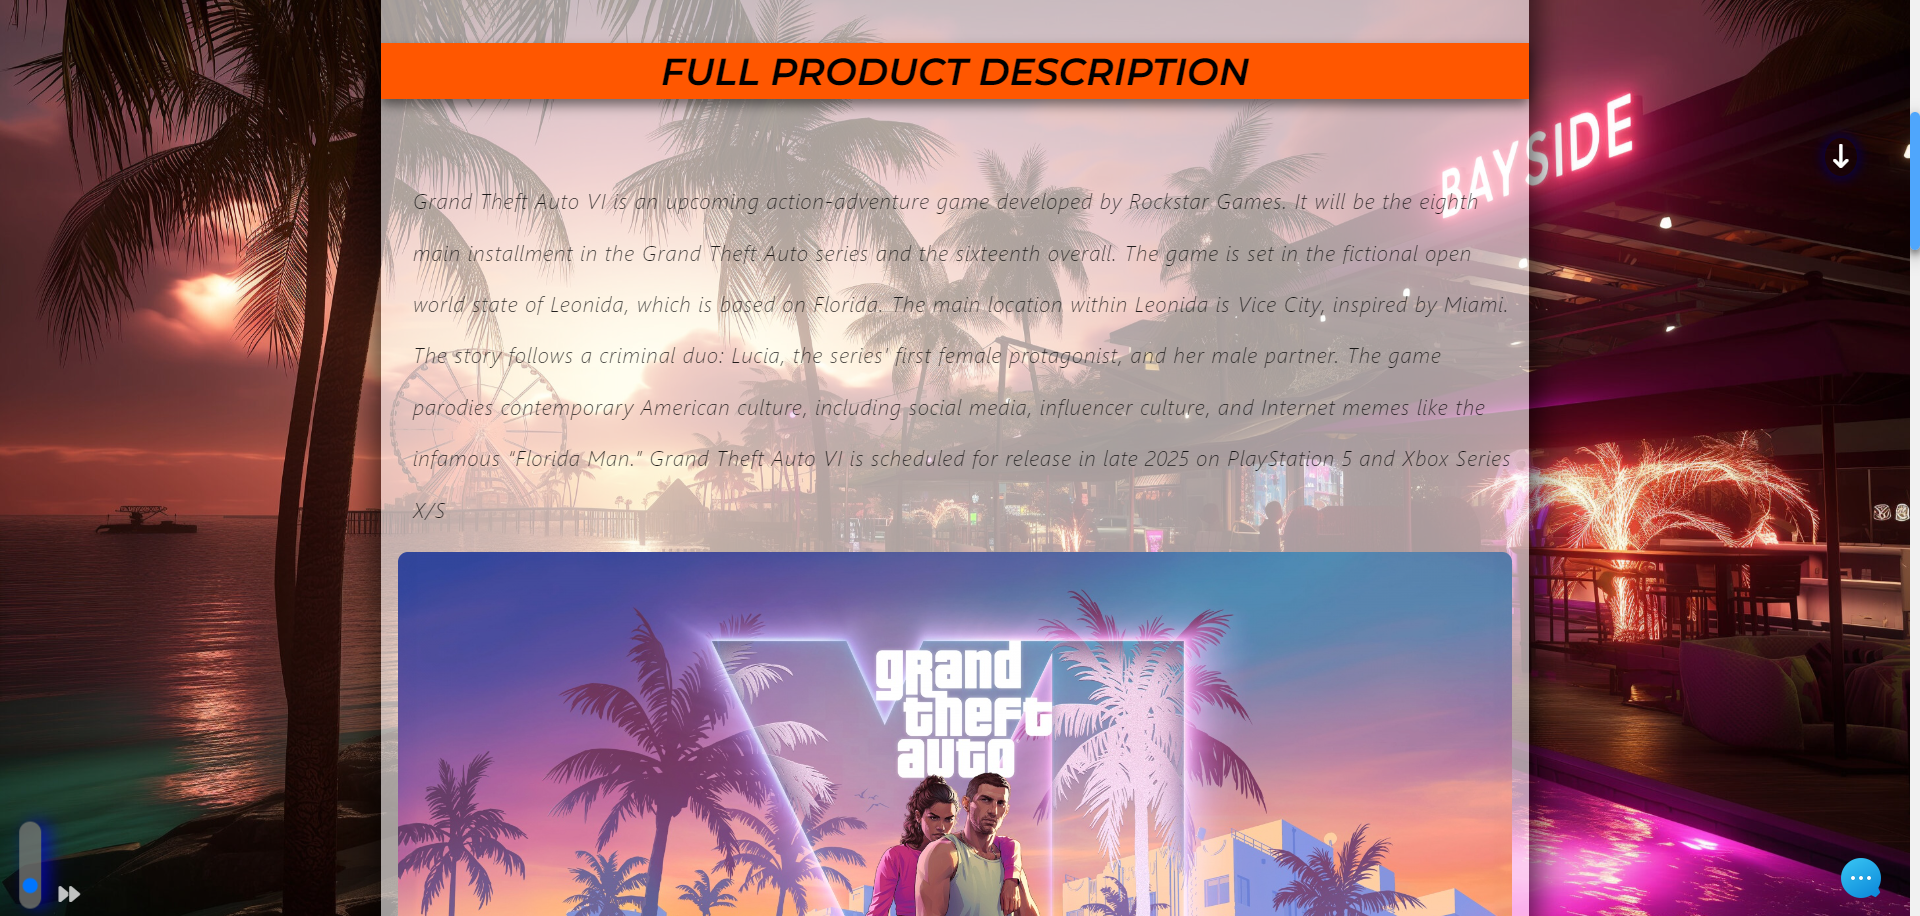 FULL PRODUCT DESCRIPTION
BAYSIDE
Grand Theft Auto VI is an upcoming action-adventure game developed by Rockstar Games. It will be the eighth
main installment in the Grand Theft Auto series and the sixteenth overall. The game is set in the fictional open
world state of Leonida, which is based on Florida. The main location within Leonida is Vice City, inspired by Miami.
The story follows a criminal duo: Lucia, the series' first female protagonist, and her male partner. The game
parodies contemporary American culture, including social media, influencer culture, and Internet memes like the
infamous "Florida Man." Grand Theft Auto VI is scheduled for release in late 2025 on PlayStation 5 and Xbox Series
X/S
VI
grand
theft
auto